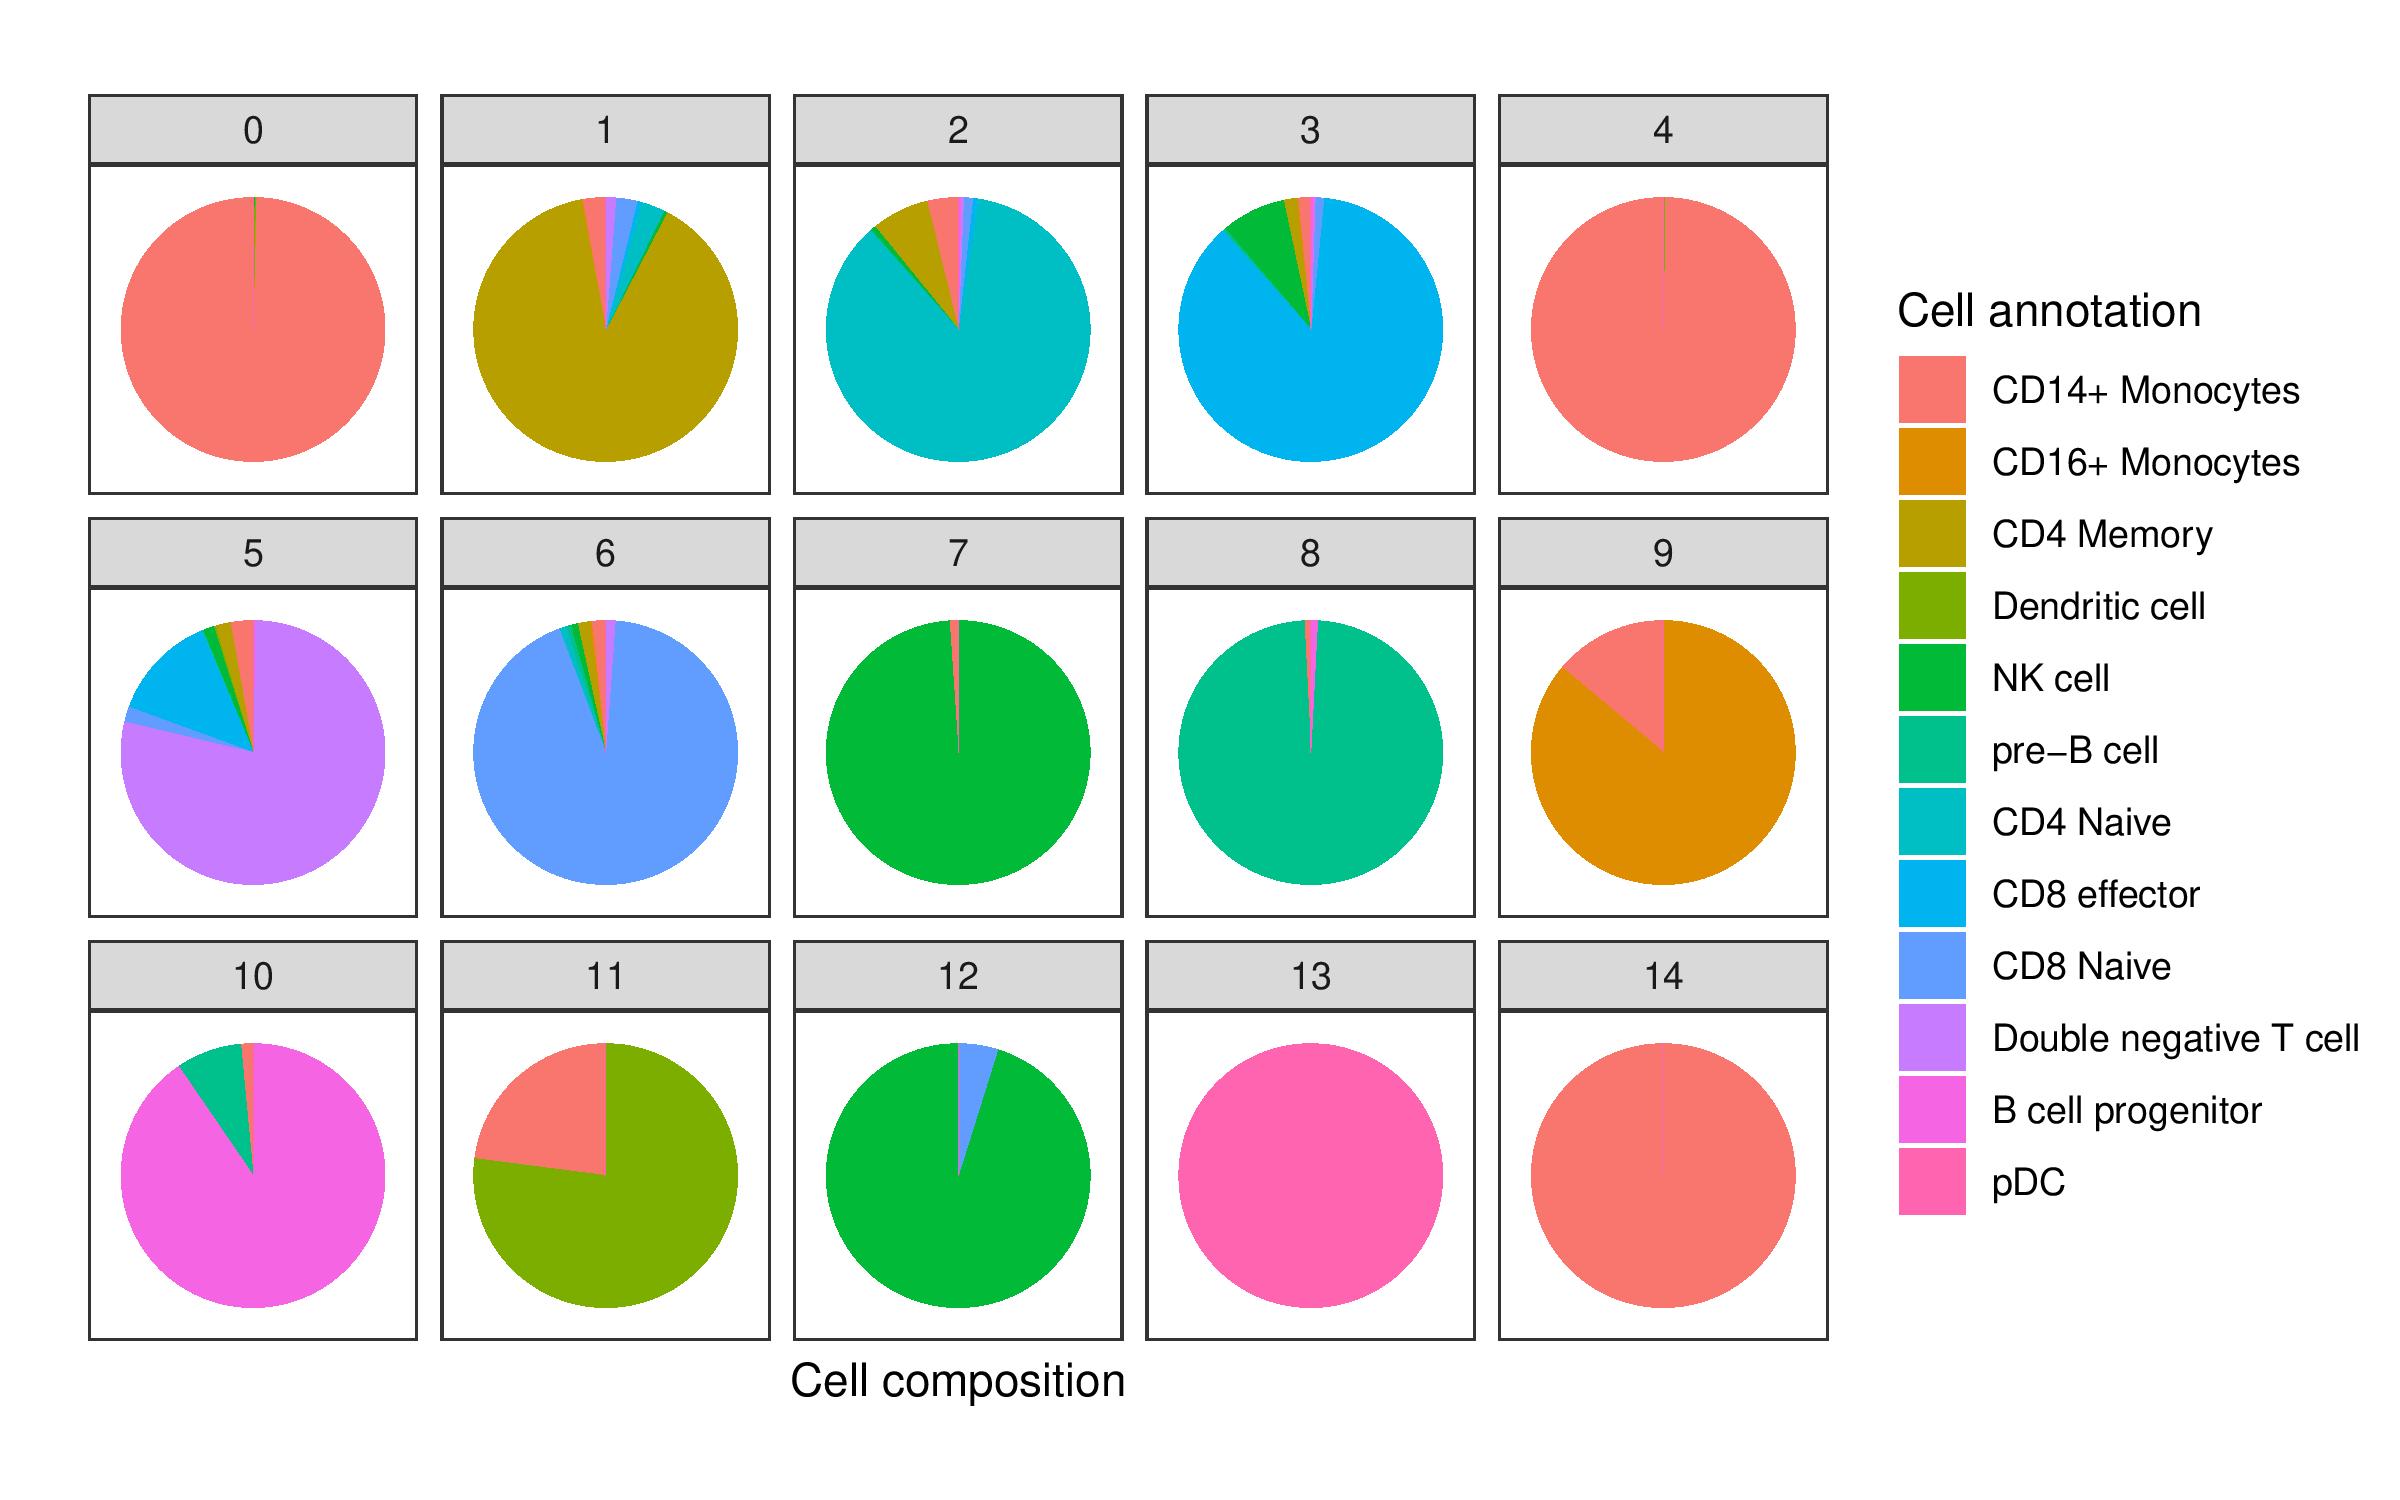 0
1
2
3
4
5
6
7
8
9
10
11
12
13
14
Cell composition
Cell annotation
CD14+ Monocytes
CD16+ Monocytes
CD4 Memory
Dendritic cell
NK cell
pre−B cell
CD4 Naive
CD8 effector
CD8 Naive
Double negative T cell
B cell progenitor
pDC